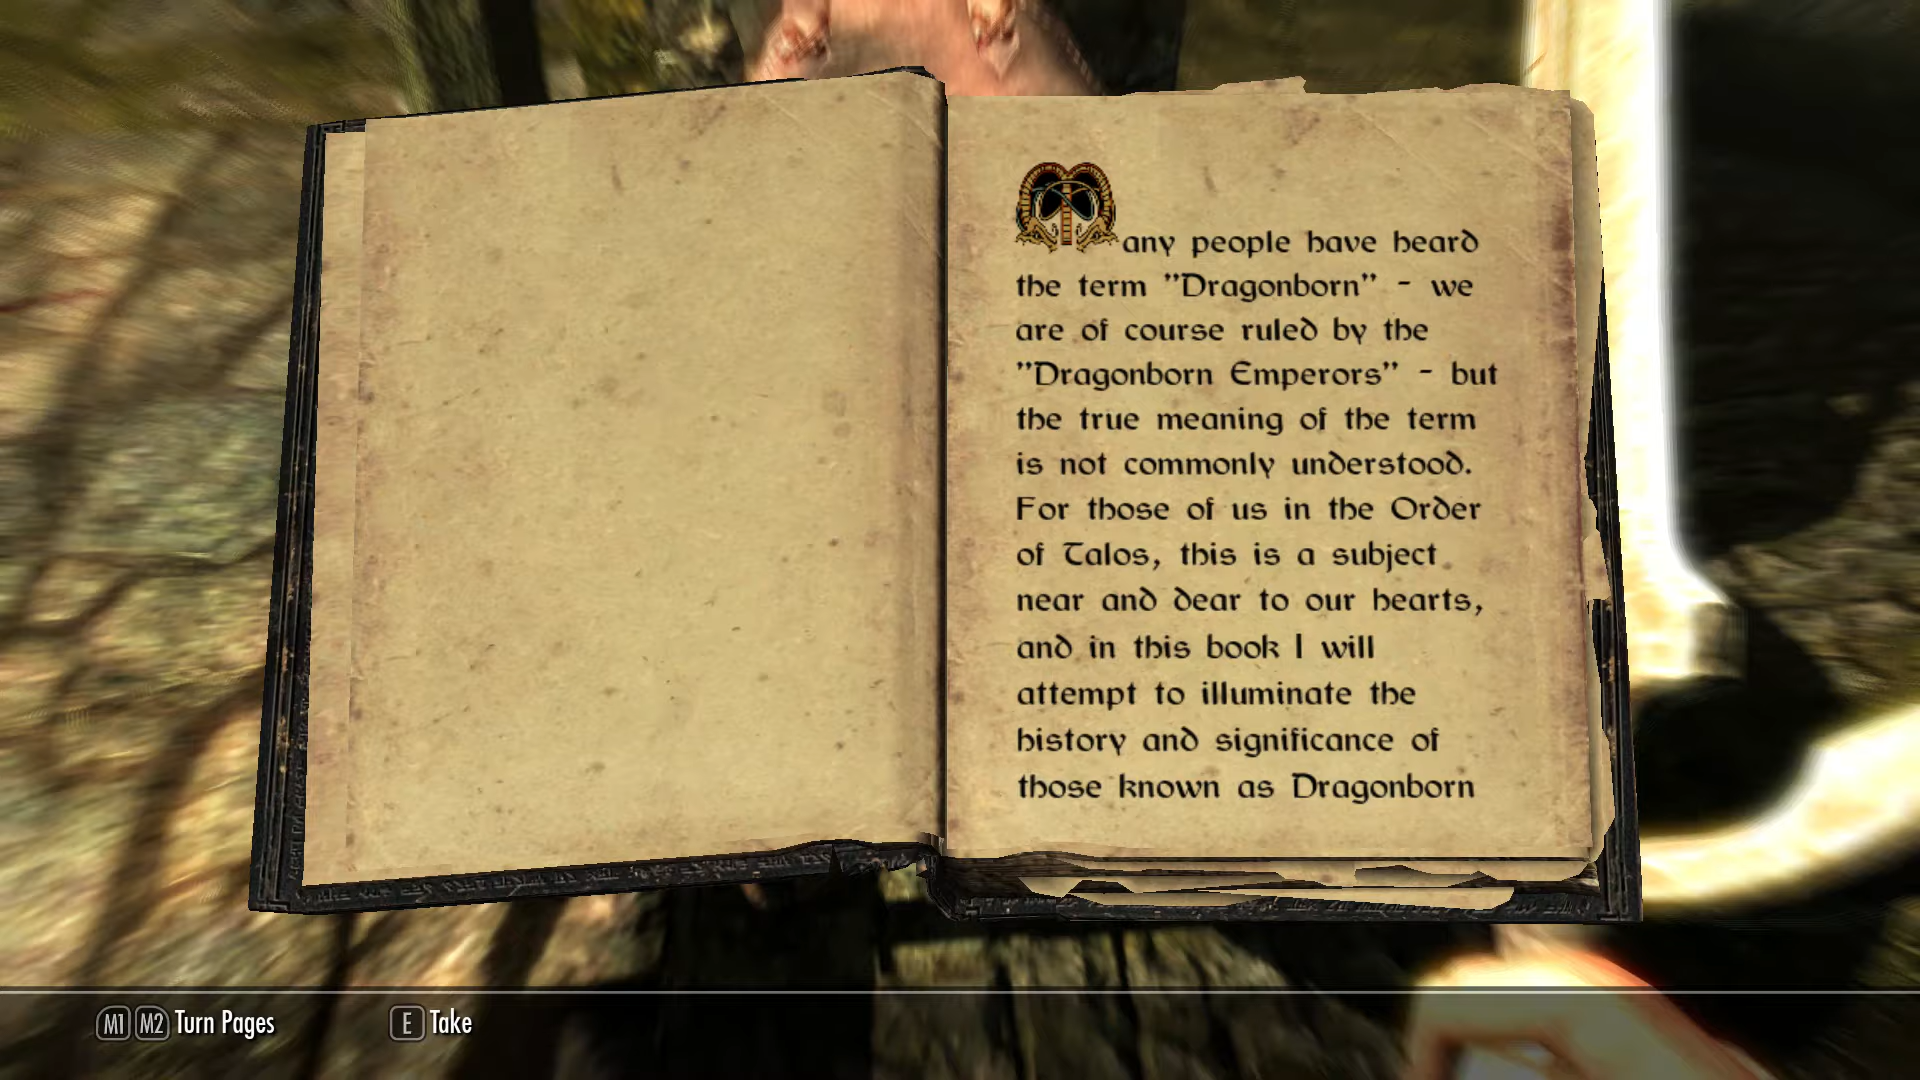 Many people have heard
the term "Dragonborn" - we
are of course ruled by the
"Dragonborn Emperors" - but
the true meaning of the term
is not commonly understood.
For those of us in the Order
of Talos, this is a subject
near and dear to our hearts,
and in this book I will
attempt to illuminate the
history and significance of
those known as Dragonborn
M1 M2 Turn Pages
E Take